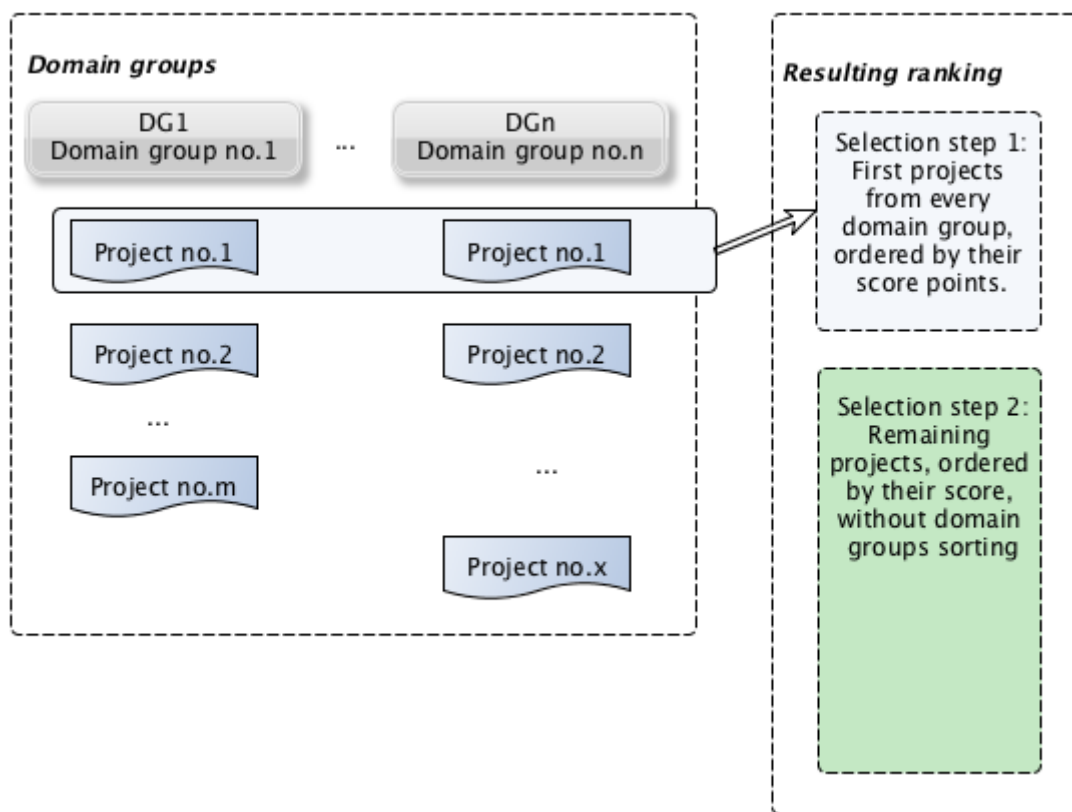 Domain groups
DG1
Domain group no.1
...
DGn
Domain group no.n
Project no.1
Project no.1
Project no.2
Project no.2
...
Project no.m
...
Project no.x
Resulting ranking
Selection step 1:
First projects
from every
domain group,
ordered by their
score points.
Selection step 2:
Remaining
projects, ordered
by their score,
without domain
groups sorting